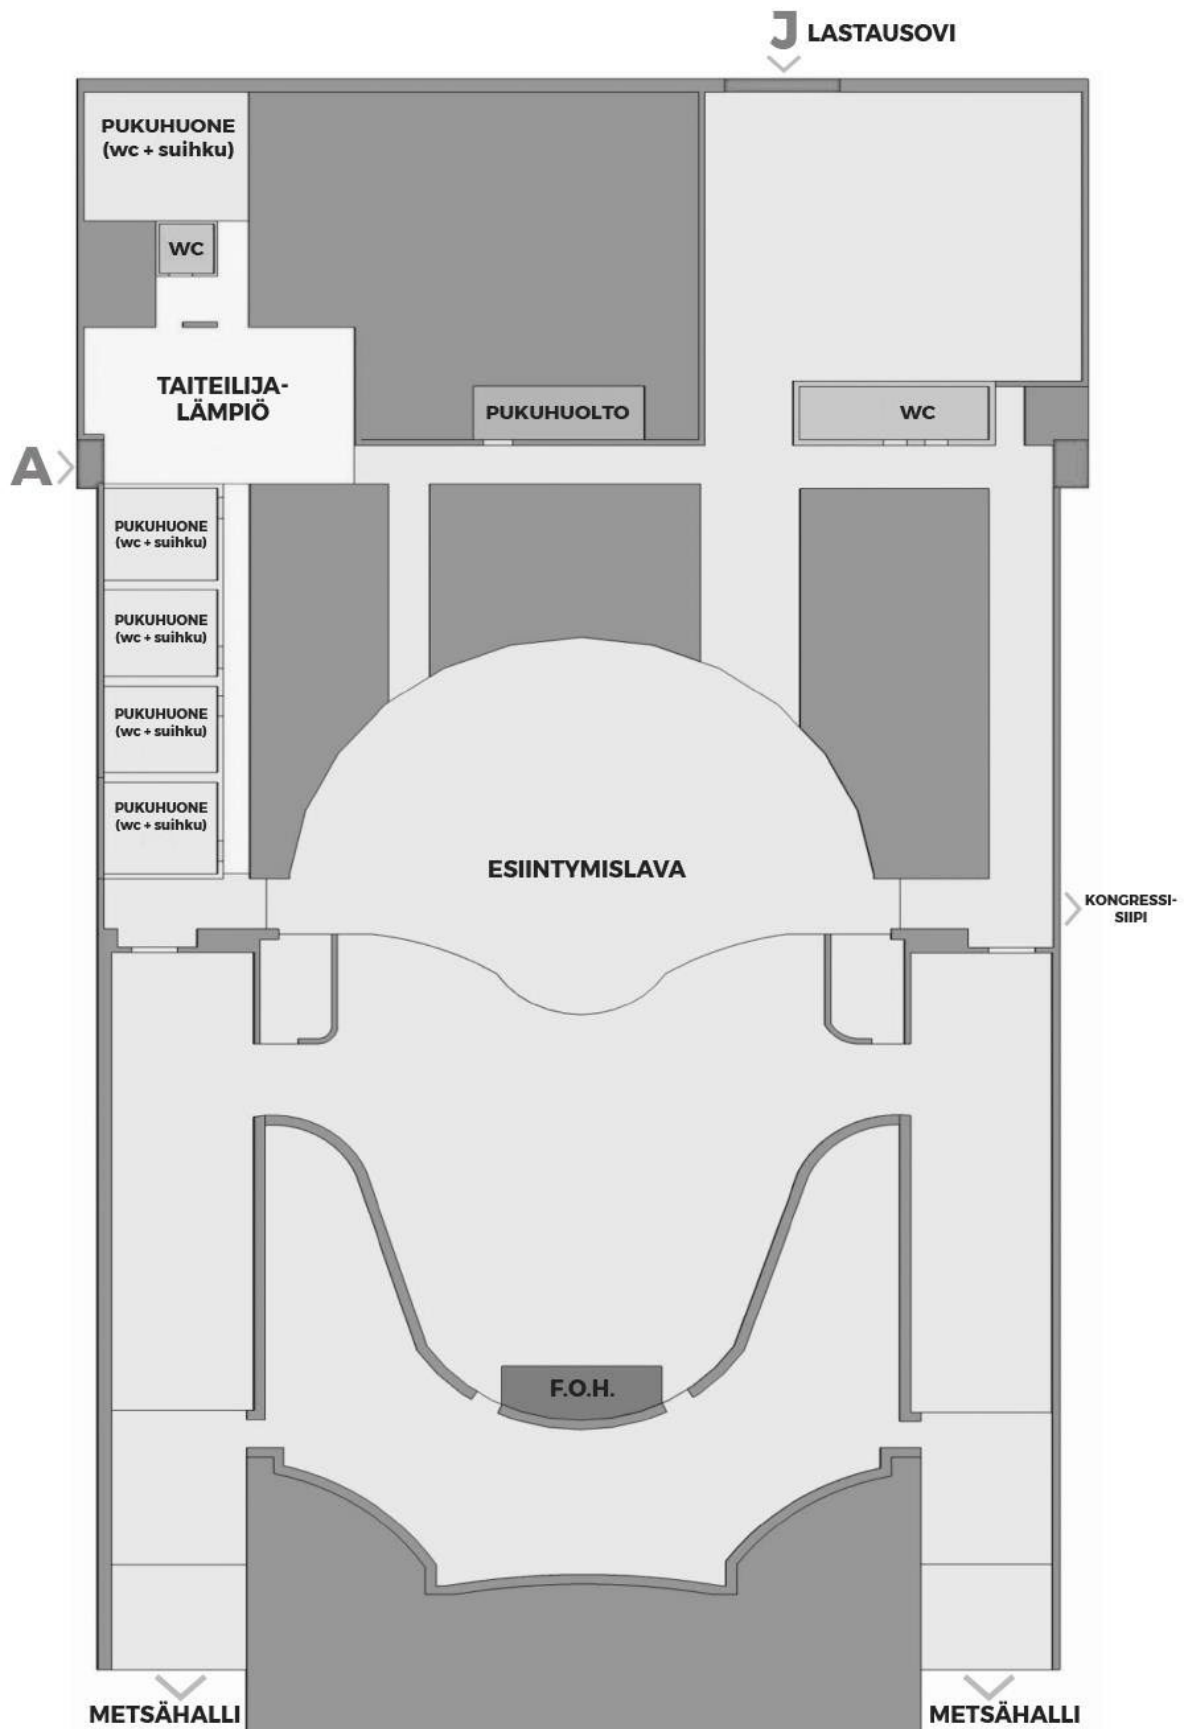 J LASTAUSOVI
PUKUHUONE
(wc + suihku)
WC
TAITEILIJA-
LÄMPIÖ
PUKUHUOLTO
WC
A
PUKUHUONE
(wc + suihku)
PUKUHUONE
(wc + suihku)
PUKUHUONE
(wc + suihku)
PUKUHUONE
(wc + suihku)
ESIINTYMISLAVA
KONGRESSI-
SIIPI
F.O.H.
METSÄHALLI
METSÄHALLI